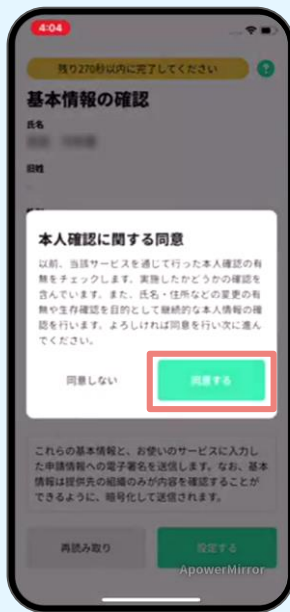 4:04
残り270秒以内に完了してください
?
基本情報の確認
氏名
旧姓
本人確認に関する同意
以前、当該サービスを通じて行った本人確認の有
無をチェックします。実施したかどうかの確認を
含んでいます。また、氏名・住所などの変更の有
無や生存確認を目的として継続的な本人情報の確
認を行います。よろしければ同意を行い次に進ん
でください。
同意しない
同意する
これらの基本情報と、お使いのサービスに入力し
た申請情報への電子署名を送信します。なお、基本
情報は提供先の組織のみが内容を確認することが
できるように、暗号化して送信されます。
再読み取り
設定する
ApowerMirror